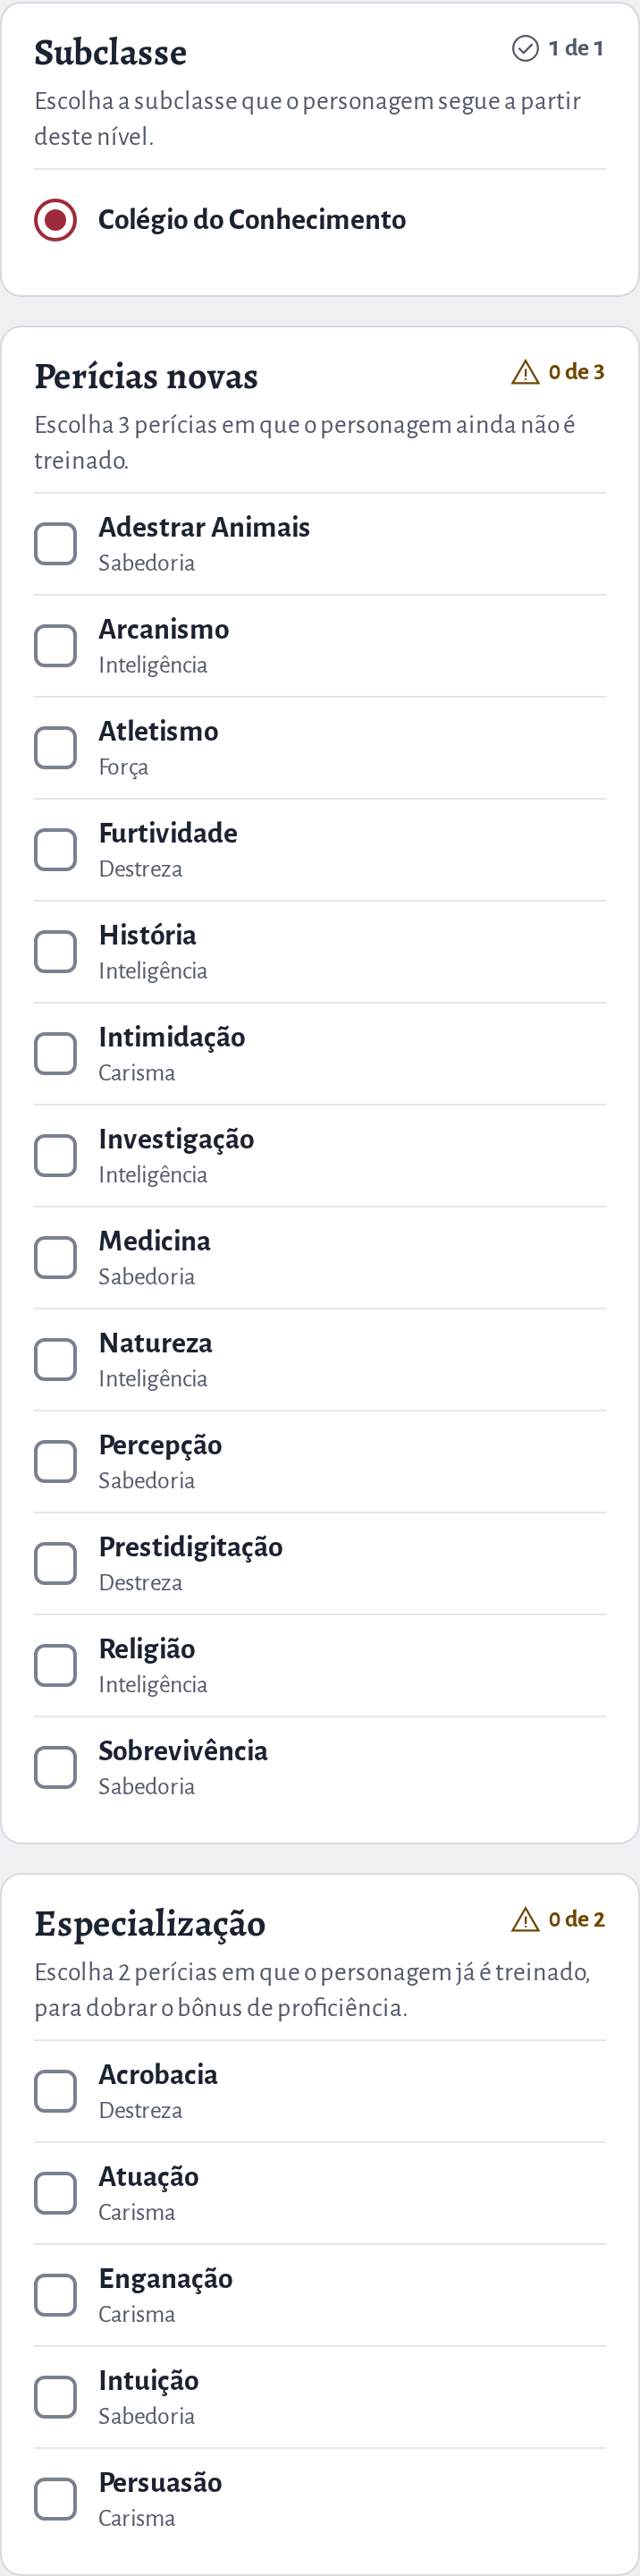 Subclasse
1 de 1
Escolha a subclasse que o personagem segue a partir
deste nível.
Colégio do Conhecimento
Perícias novas
0 de 3
Escolha 3 perícias em que o personagem ainda não é
treinado.
Adestrar Animais
Sabedoria
Arcanismo
Inteligência
Atletismo
Força
Furtividade
Destreza
História
Inteligência
Intimidação
Carisma
Investigação
Inteligência
Medicina
Sabedoria
Natureza
Inteligência
Percepção
Sabedoria
Prestidigitação
Destreza
Religião
Inteligência
Sobrevivência
Sabedoria
Especialização
0 de 2
Escolha 2 perícias em que o personagem já é treinado,
para dobrar o bônus de proficiência.
Acrobacia
Destreza
Atuação
Carisma
Enganação
Carisma
Intuição
Sabedoria
Persuasão
Carisma